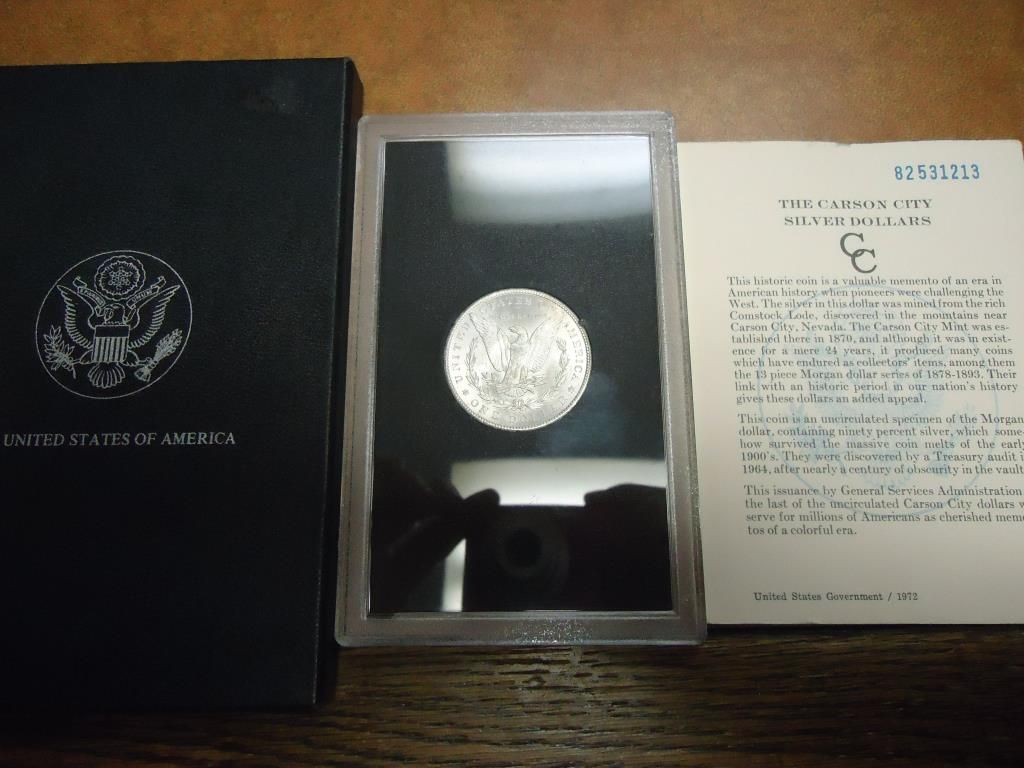 UNITED STATES OF AMERICA
UNITED STATES
AMERICA
ONE
82531213
THE CARSON CITY
SILVER DOLLARS
CC
This historic coin is a valuable memento of an era in
American history when pioneers were challenging the
West. The silver in this dollar was mined from the rich
Comstock Lode, discovered in the mountains near
Carson City, Nevada. The Carson City Mint was es-
tablished there in 1870, and although it was in exist-
ence for a mere 24 years, it produced many coins
which have endured as collectors' items, among them
the 13 piece Morgan dollar series of 1878-1893. Their
link with an historic period in our nation's history
gives these dollars an added appeal.
This coin is an uncirculated specimen of the Morgan
dollar, containing ninety percent silver, which some-
how survived the massive coin melts of the early
1900's. They were discovered by a Treasury audit i
1964, after nearly a century of obscurity in the vault
This issuance by General Services Administration
the last of the uncirculated Carson City dollars w
serve for millions of Americans as cherished meme
tos of a colorful era.
United States Government / 1972